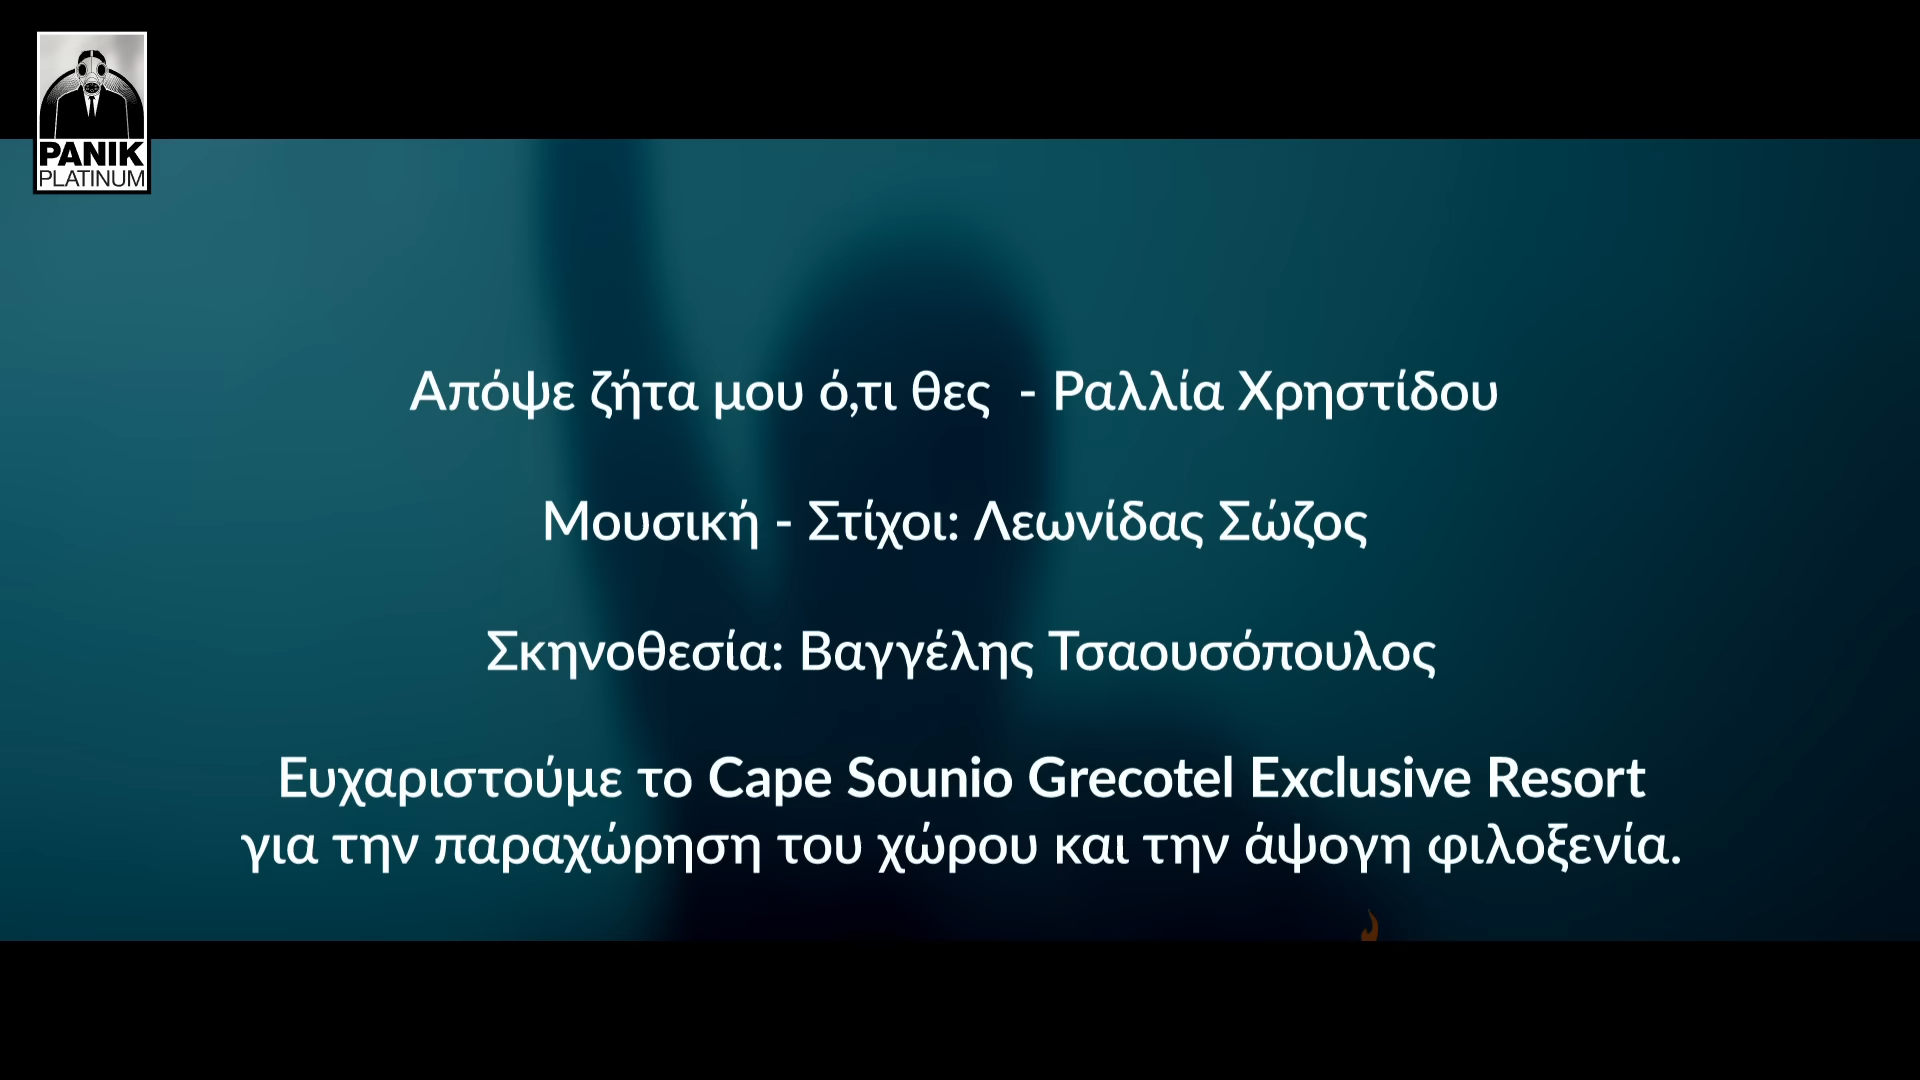 PANIK
PLATINUM
Απόψε ζήτα μου ό,τι θες - Ραλλία Χρηστίδου
Μουσική - Στίχοι: Λεωνίδας Σώζος
Σκηνοθεσία: Βαγγέλης Τσαουσόπουλος
Ευχαριστούμε το Cape Sounio Grecotel Exclusive Resort
για την παραχώρηση του χώρου και την άψογη φιλοξενία.